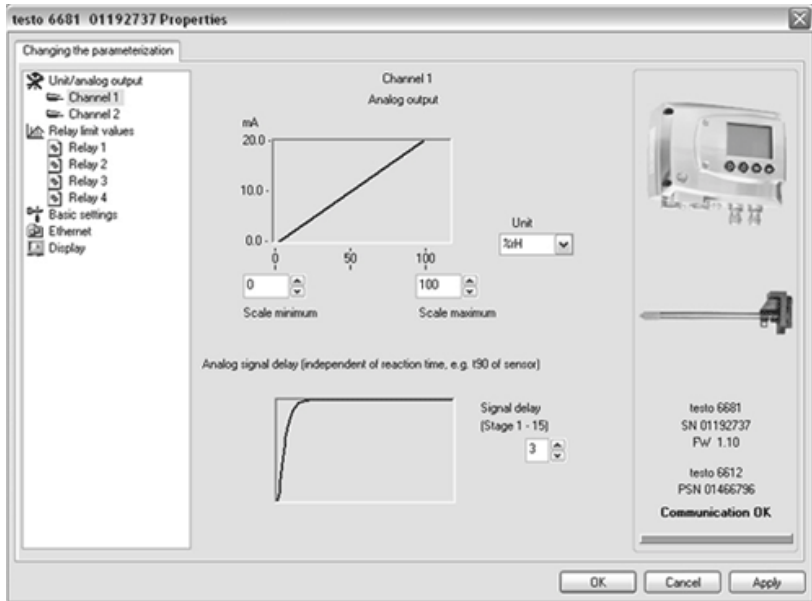 testo 6681 01192737 Properties
Changing the parameterization
Unit/analog output
Channel 1
Channel 2
Relay limit values
Relay 1
Relay 2
Relay 3
Relay 4
Basic settings
Ethernet
Display
Channel 1
Analog output
mA
20.0
10.0
0.0
0 50 100
Unit
%rH
0
100
Scale minimum
Scale maximum
Analog signal delay (independent of reaction time, e.g. t90 of sensor)
Signal delay
(Stage 1 - 15)
3
testo 6681
SN 01192737
FW 1.10
testo 6612
PSN 01466796
Communication OK
OK Cancel Apply